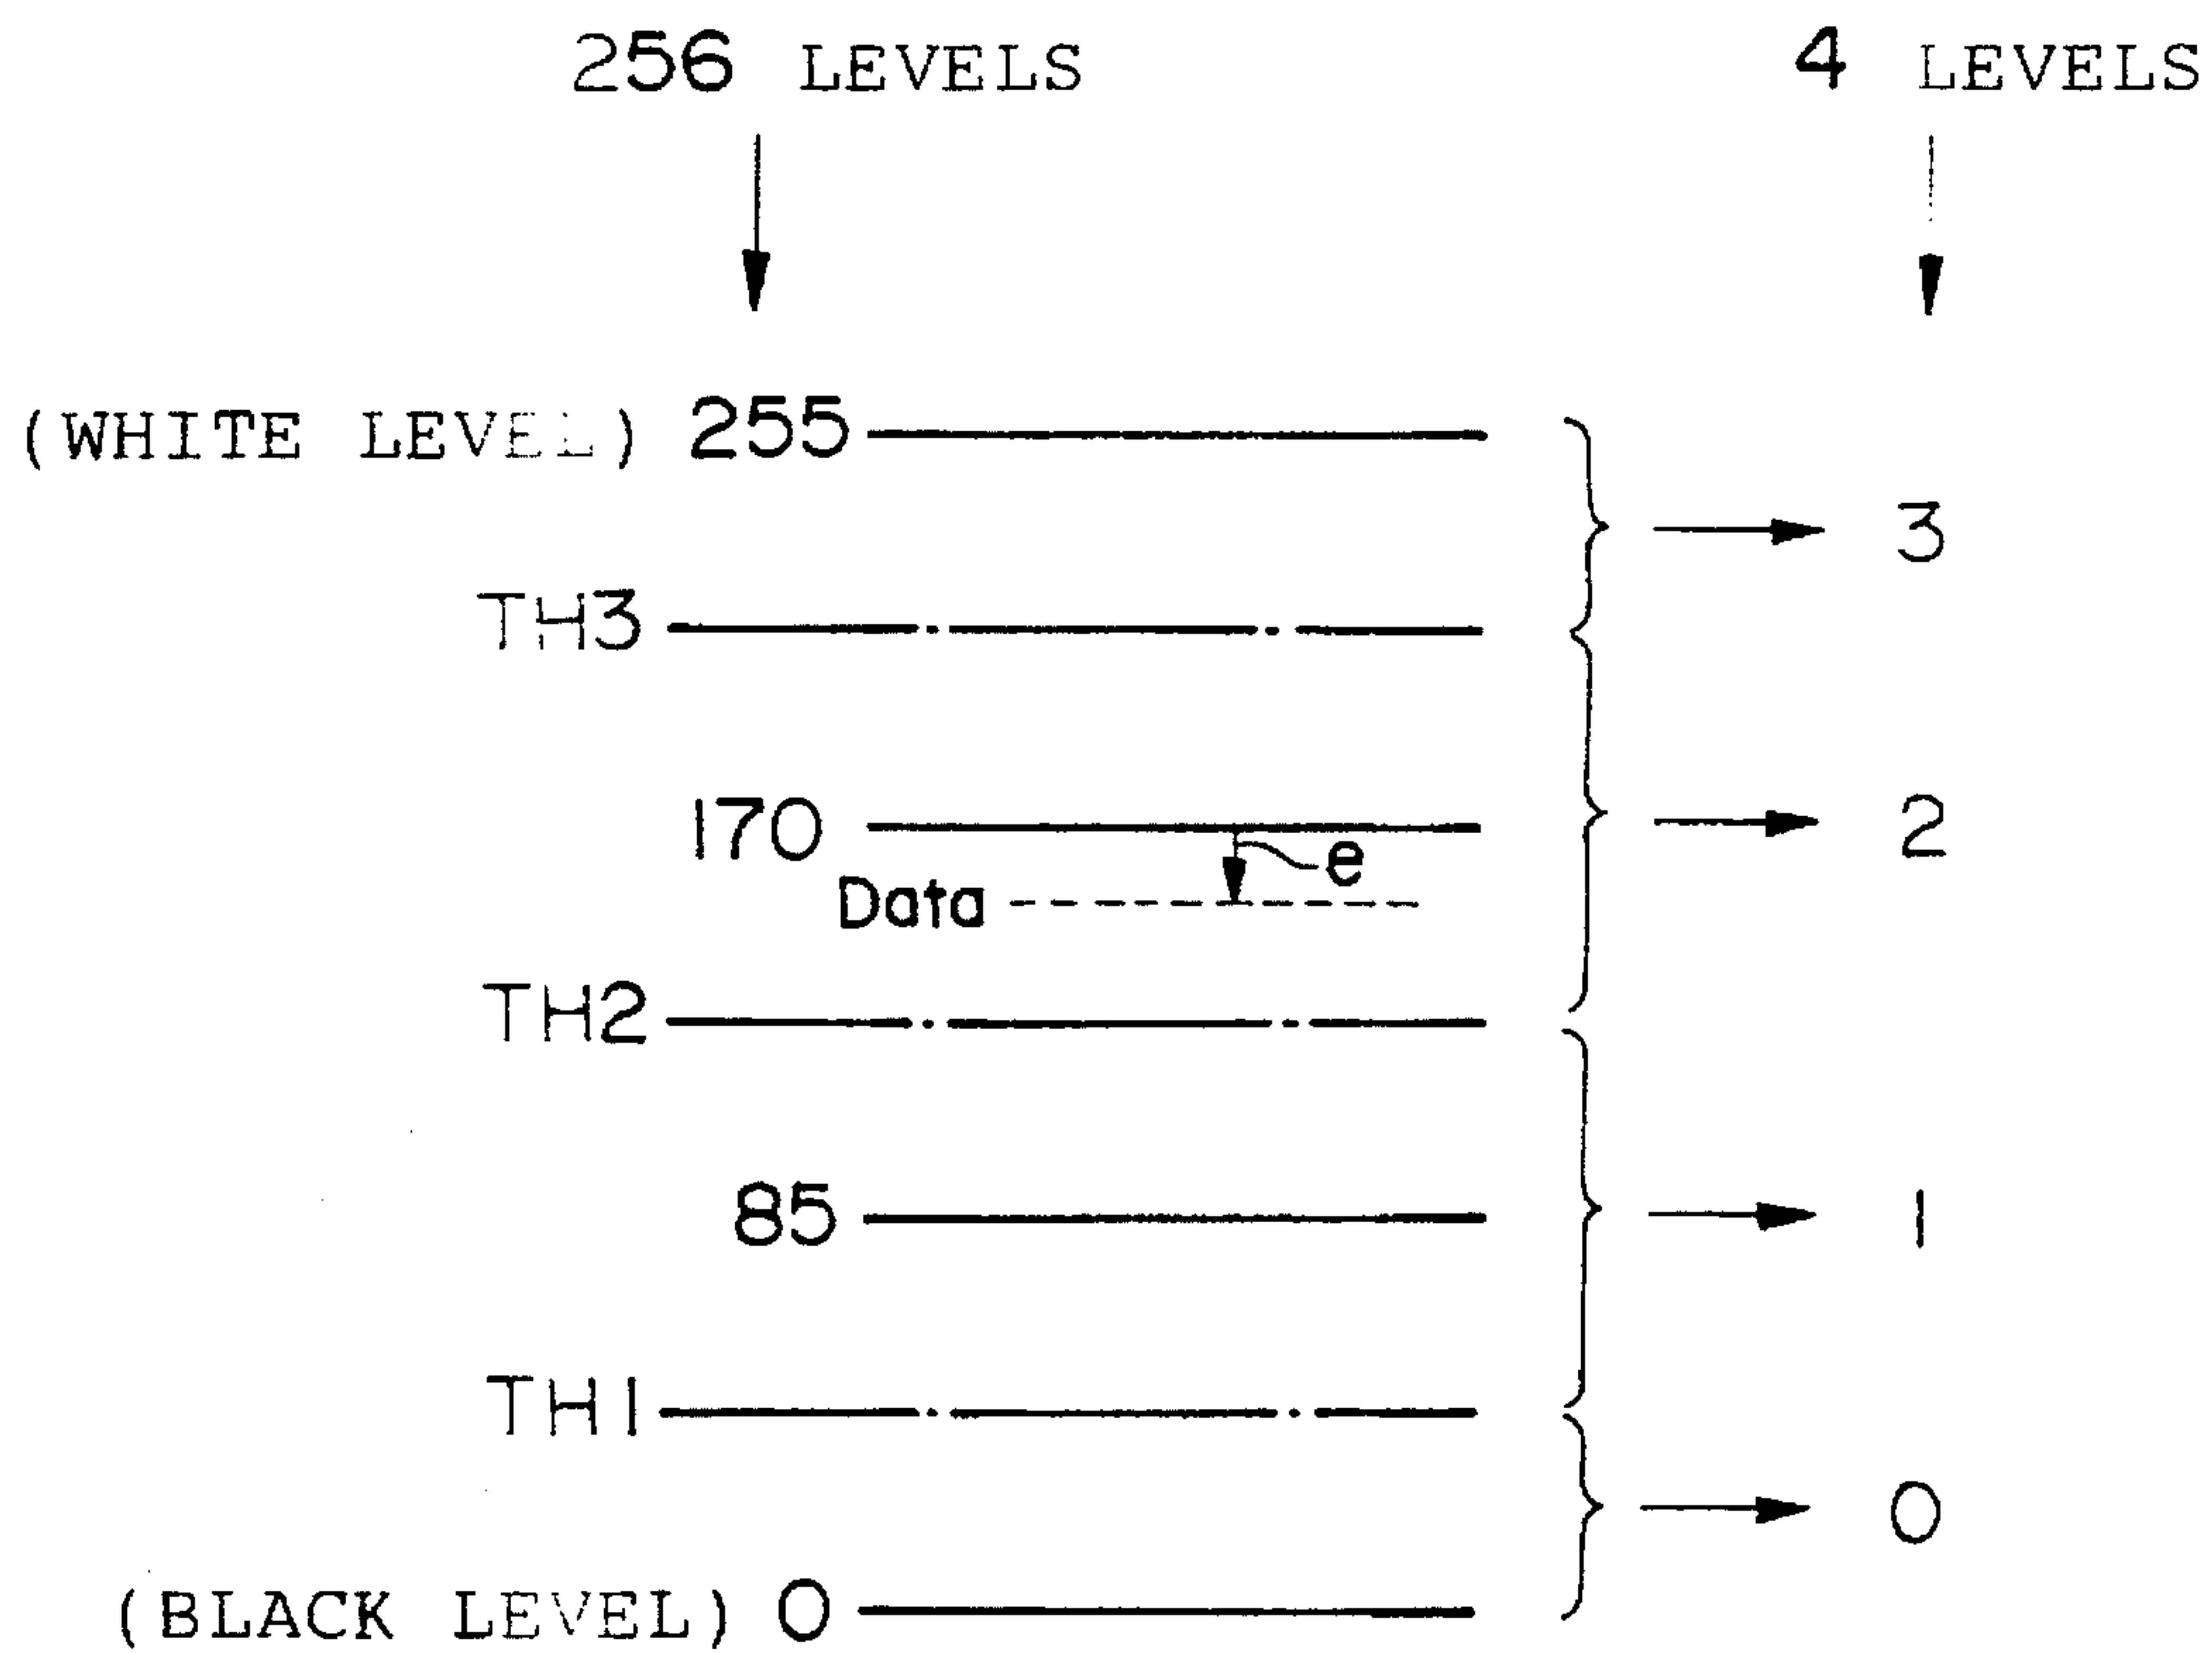 256 LEVELS 4 LEVELS
(WHITE LEVEL) 255
3
TH3
170 2
e
Data
TH2
85 1
TH1
0
(BLACK LEVEL) 0